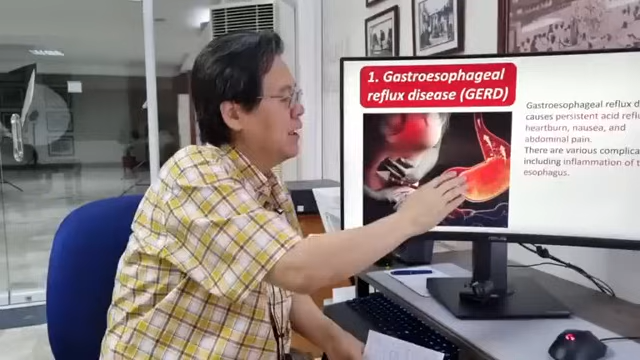 1. Gastroesophageal
reflux disease (GERD)
Gastroesophageal reflux d
causes persistent acid reflu
heartburn, nausea, and
abdominal pain.
There are various complica
including inflammation of t
esophagus.